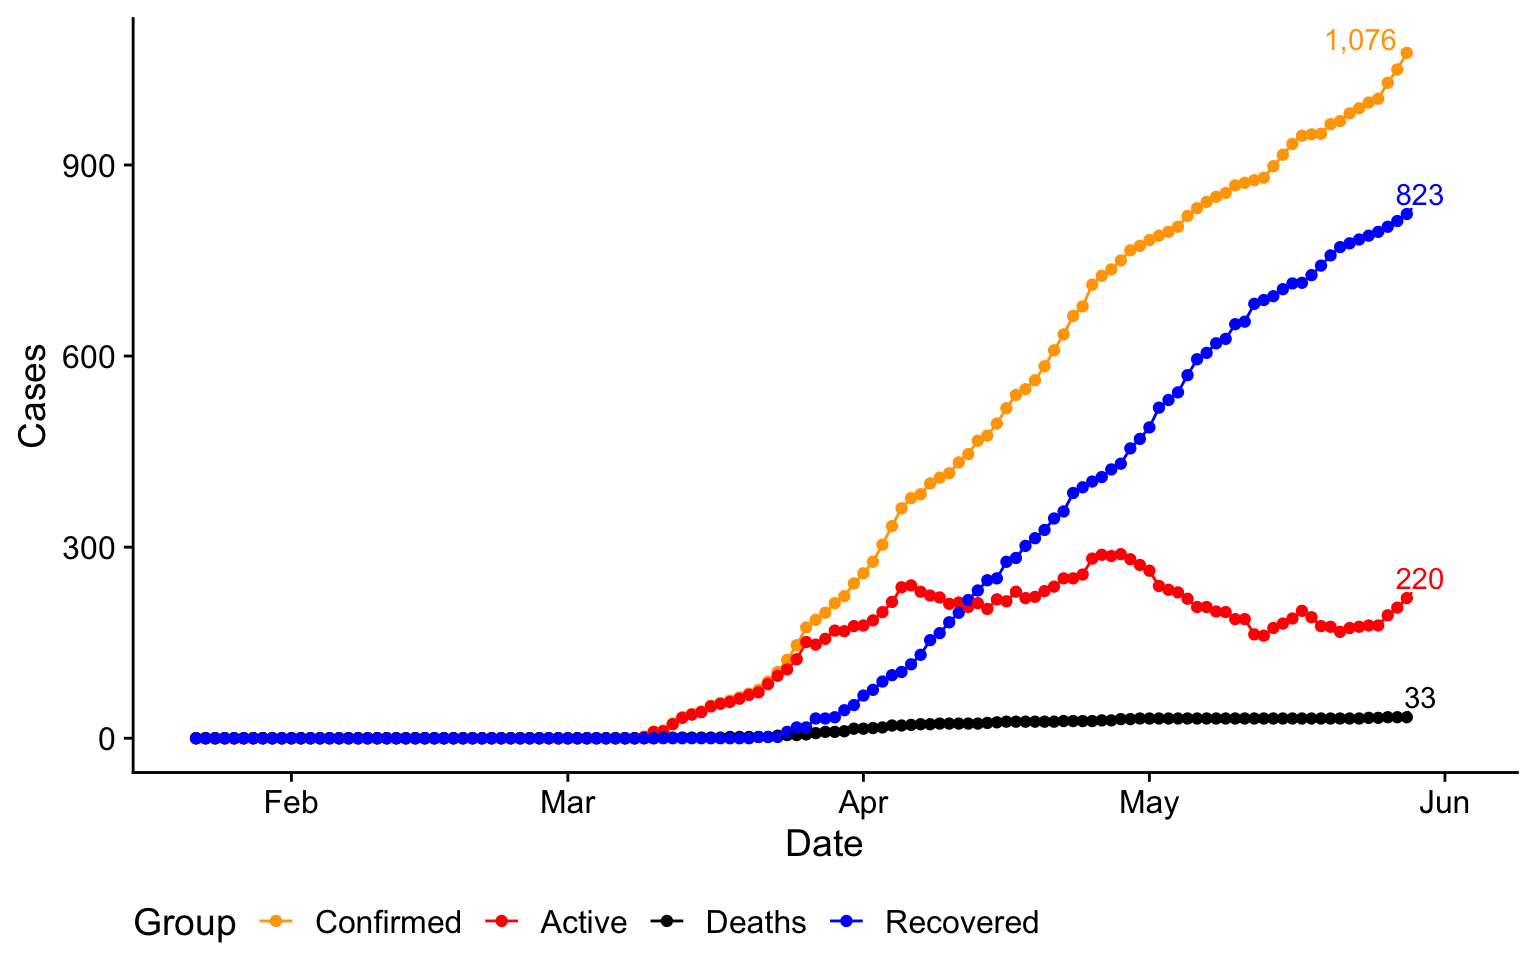 1,076
900
823
600
Cases
300
220
33
0
Feb Mar Apr May Jun
Date
Group Confirmed Active Deaths Recovered